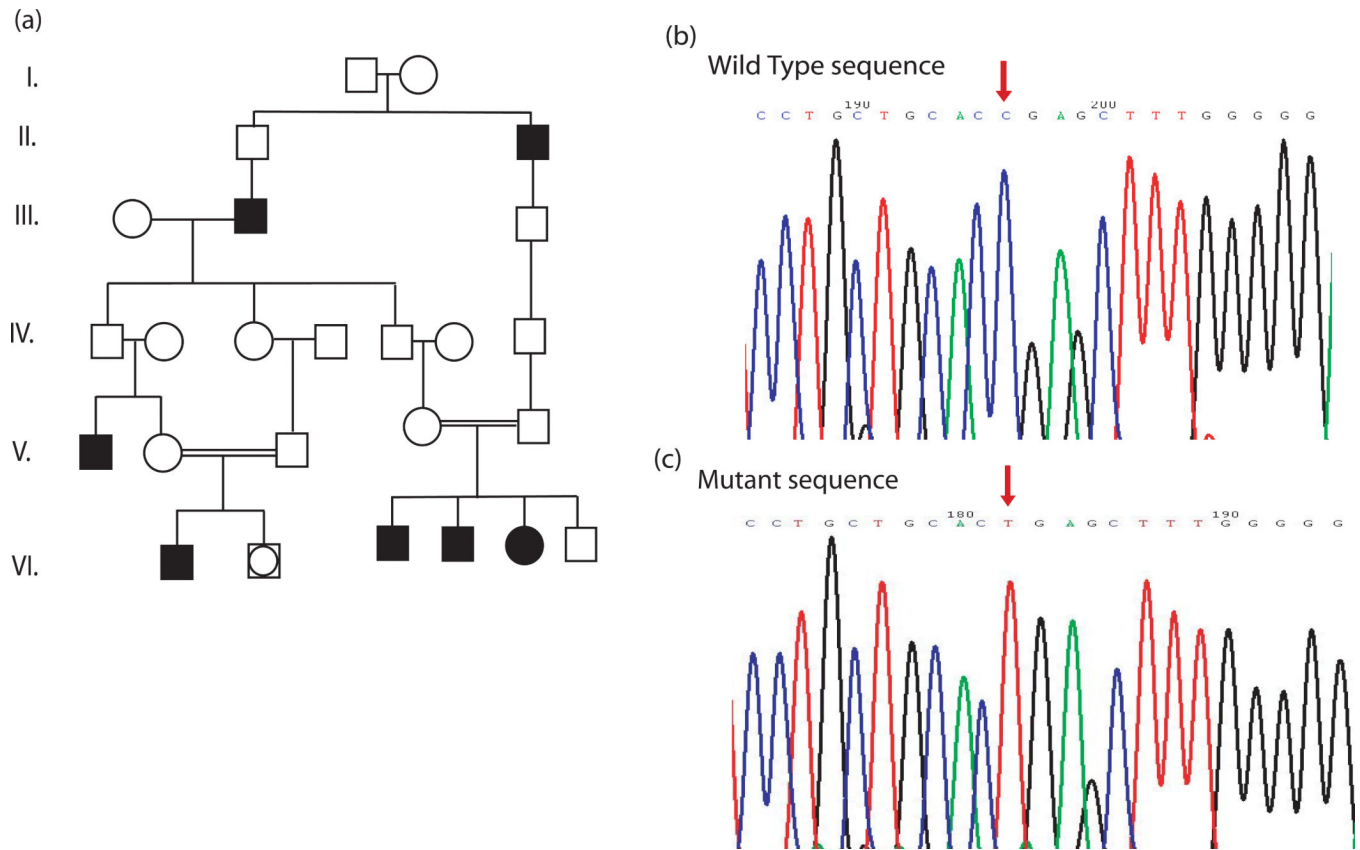 (a)
I.
II.
III.
IV.
V.
VI.
(b)
Wild Type sequence
190 200
C C T G C T G C A C C G A G C T T T G G G G G
(c)
Mutant sequence
180 190
C C T G C T G C A C T G A G C T T T G G G G G